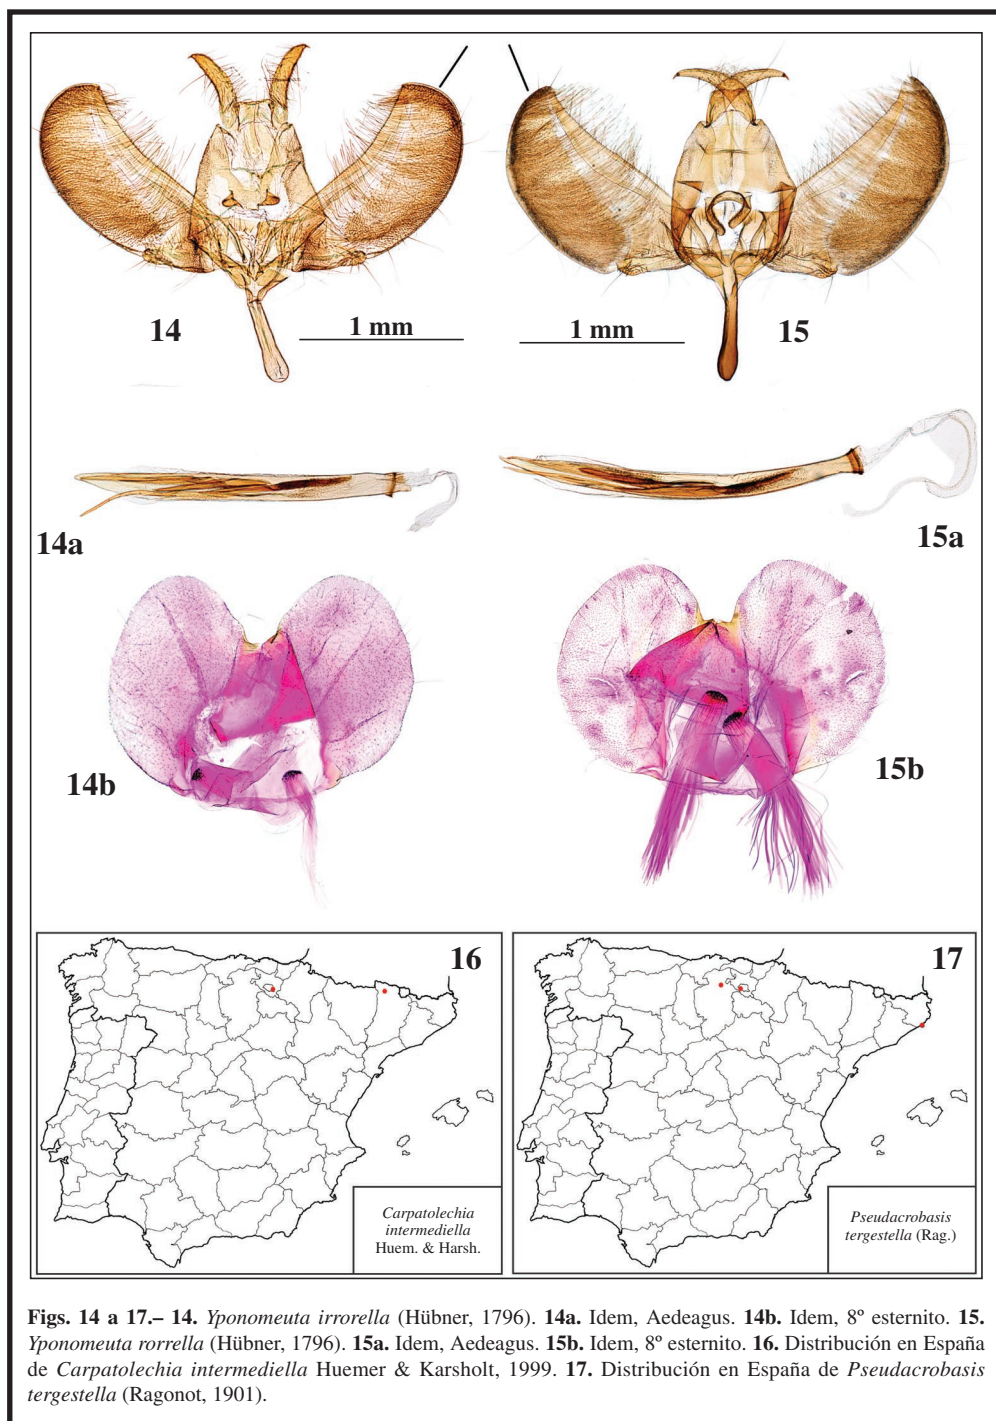 14
1 mm
1 mm
15
14a
15a
14b
15b
16
Carpatolechia
intermediella
Huem. & Harsh.
17
Pseudacrobasis
tergestella (Rag.)
Figs. 14 a 17.– 14. Yponomeuta irrorella (Hübner, 1796). 14a. Idem, Aedeagus. 14b. Idem, 8º esternito. 15.
Yponomeuta rorrella (Hübner, 1796). 15a. Idem, Aedeagus. 15b. Idem, 8º esternito. 16. Distribución en España
de Carpatolechia intermediella Huemer & Karsholt, 1999. 17. Distribución en España de Pseudacrobasis
tergestella (Ragonot, 1901).